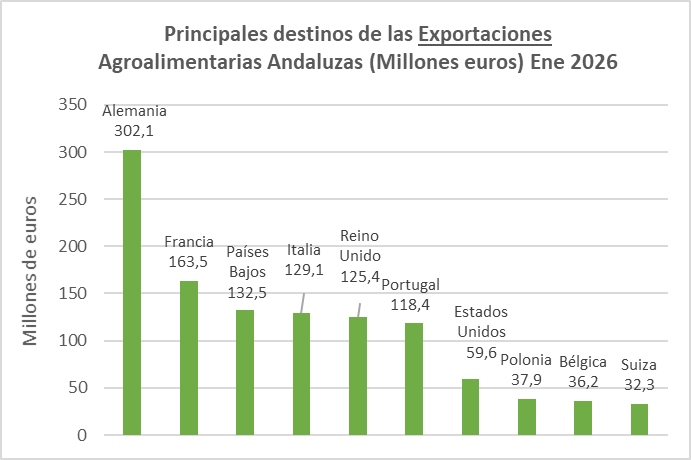 Principales destinos de las Exportaciones
Agroalimentarias Andaluzas (Millones euros) Ene 2026
Millones de euros
350
300
250
200
150
100
50
0
Alemania
302,1
Francia
163,5
Países
Bajos
132,5
Italia
129,1
Reino
Unido
125,4
Portugal
118,4
Estados
Unidos
59,6
Polonia
37,9
Bélgica
36,2
Suiza
32,3